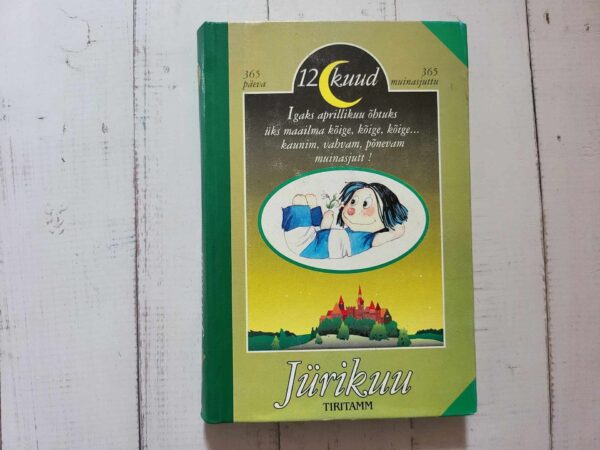 365 päeva
12 kuud
365 muinasjuttu
Igaks aprillikuu õhtuks
üks maailma kõige, kõige, kõige...
kaunim, vahvam, põnevam
muinasjutt !
Jürikuu
TIRITAMM